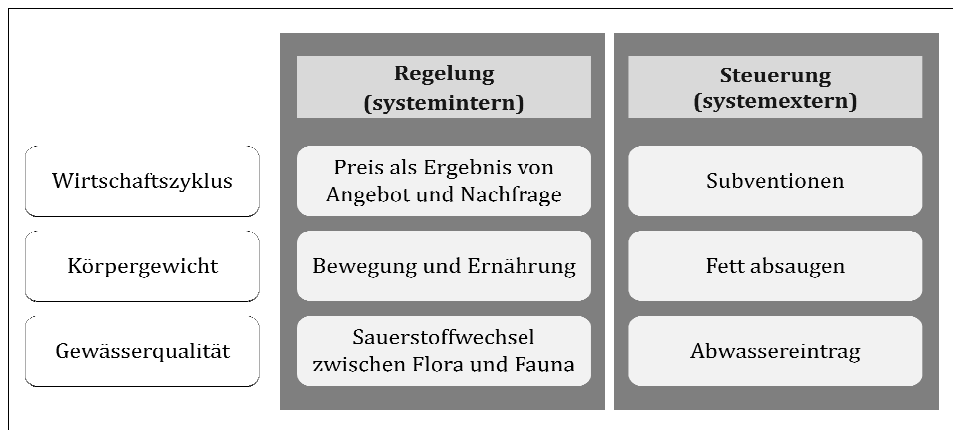 Regelung
(systemintern)
Steuerung
(systemextern)
Wirtschaftszyklus
Preis als Ergebnis von
Angebot und Nachfrage
Subventionen
Körpergewicht
Bewegung und Ernährung
Fett absaugen
Gewässerqualität
Sauerstoffwechsel
zwischen Flora und Fauna
Abwassereintrag